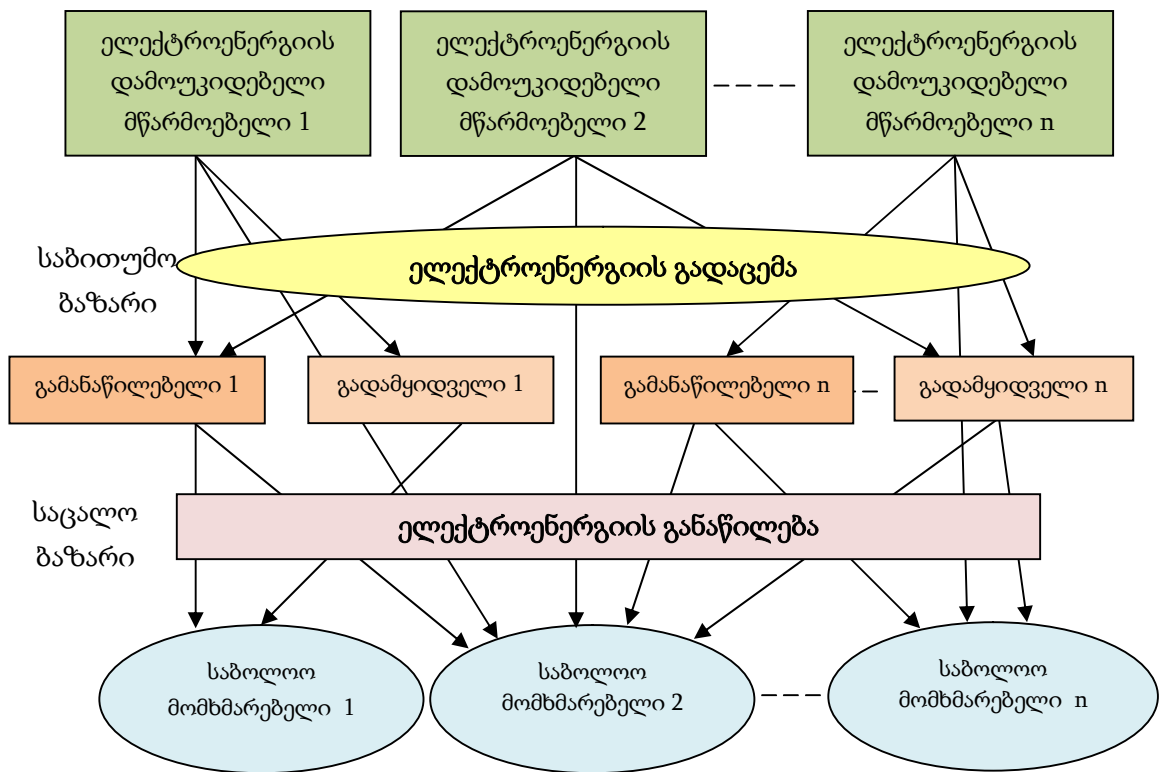 ელექტროენერგიის
დამოუკიდებელი
მწარმოებელი 1
ელექტროენერგიის
დამოუკიდებელი
მწარმოებელი 2
ელექტროენერგიის
დამოუკიდებელი
მწარმოებელი n
საბითუმო
ბაზარი
ელექტროენერგიის გადაცემა
გამანაწილებელი 1
გადამყიდველი 1
გამანაწილებელი n
გადამყიდველი n
საცალო
ბაზარი
ელექტროენერგიის განაწილება
საბოლოო
მომხმარებელი 1
საბოლოო
მომხმარებელი 2
საბოლოო
მომხმარებელი n